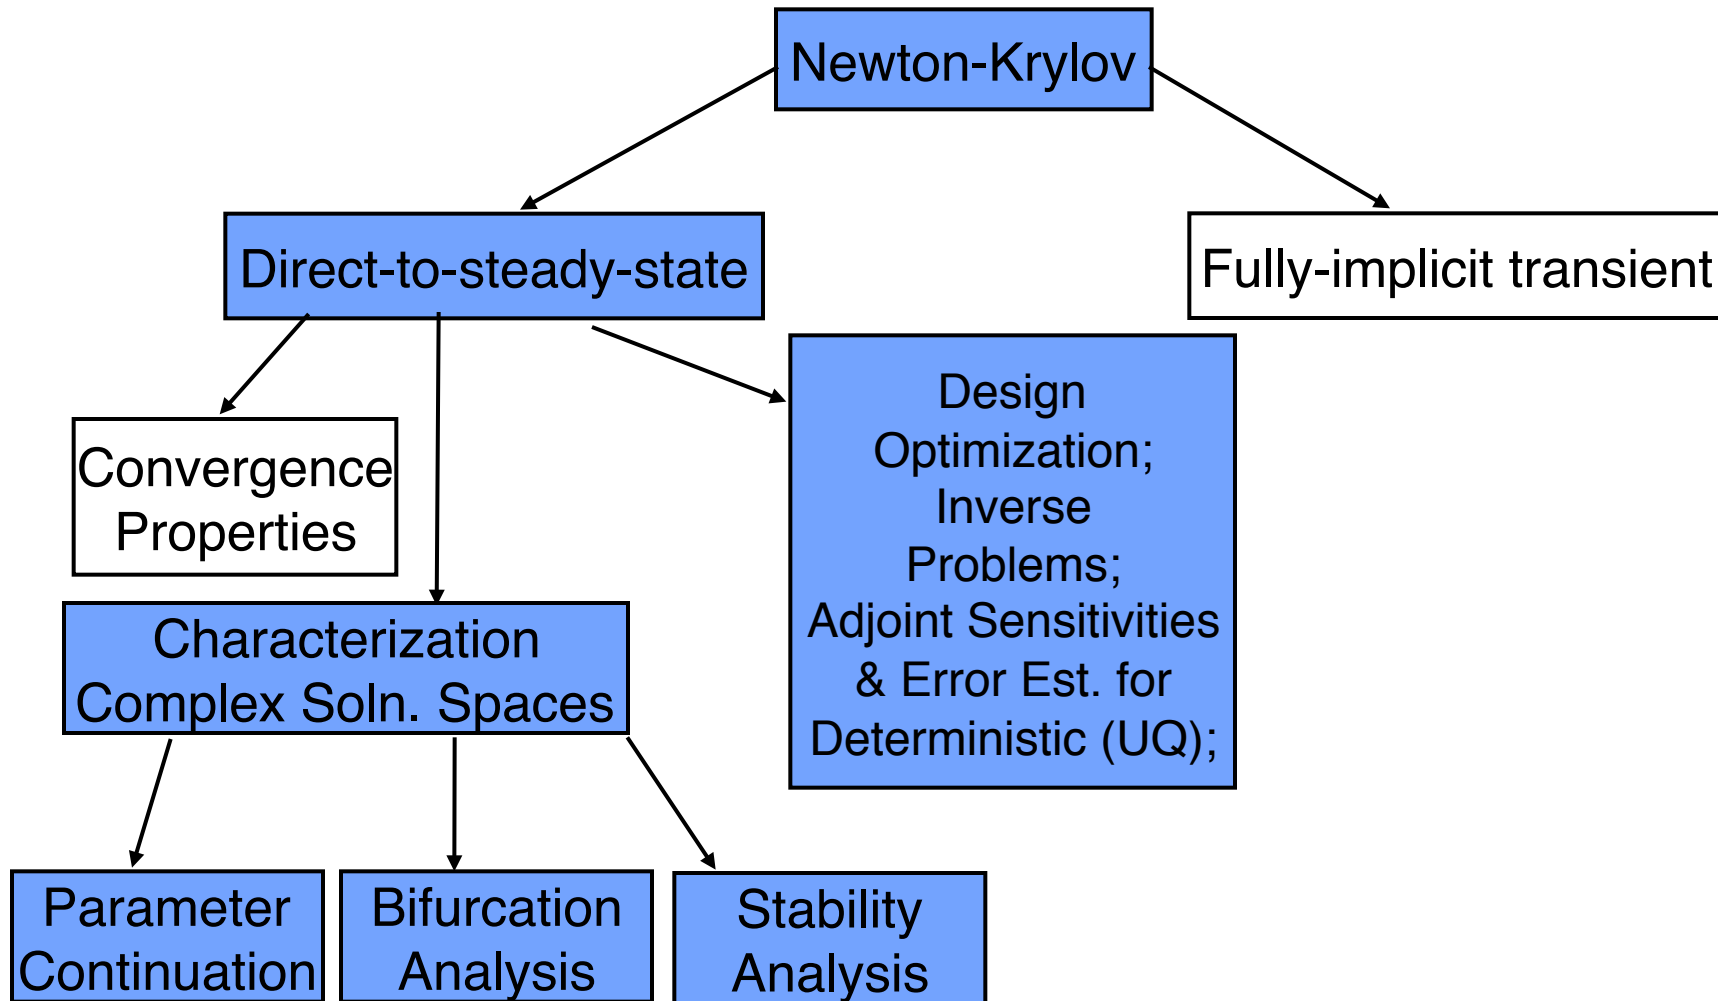 Newton-Krylov
Direct-to-steady-state
Fully-implicit transient
Convergence
Properties
Design
Optimization;
Inverse
Problems;
Adjoint Sensitivities
& Error Est. for
Deterministic (UQ);
Characterization
Complex Soln. Spaces
Parameter
Continuation
Bifurcation
Analysis
Stability
Analysis